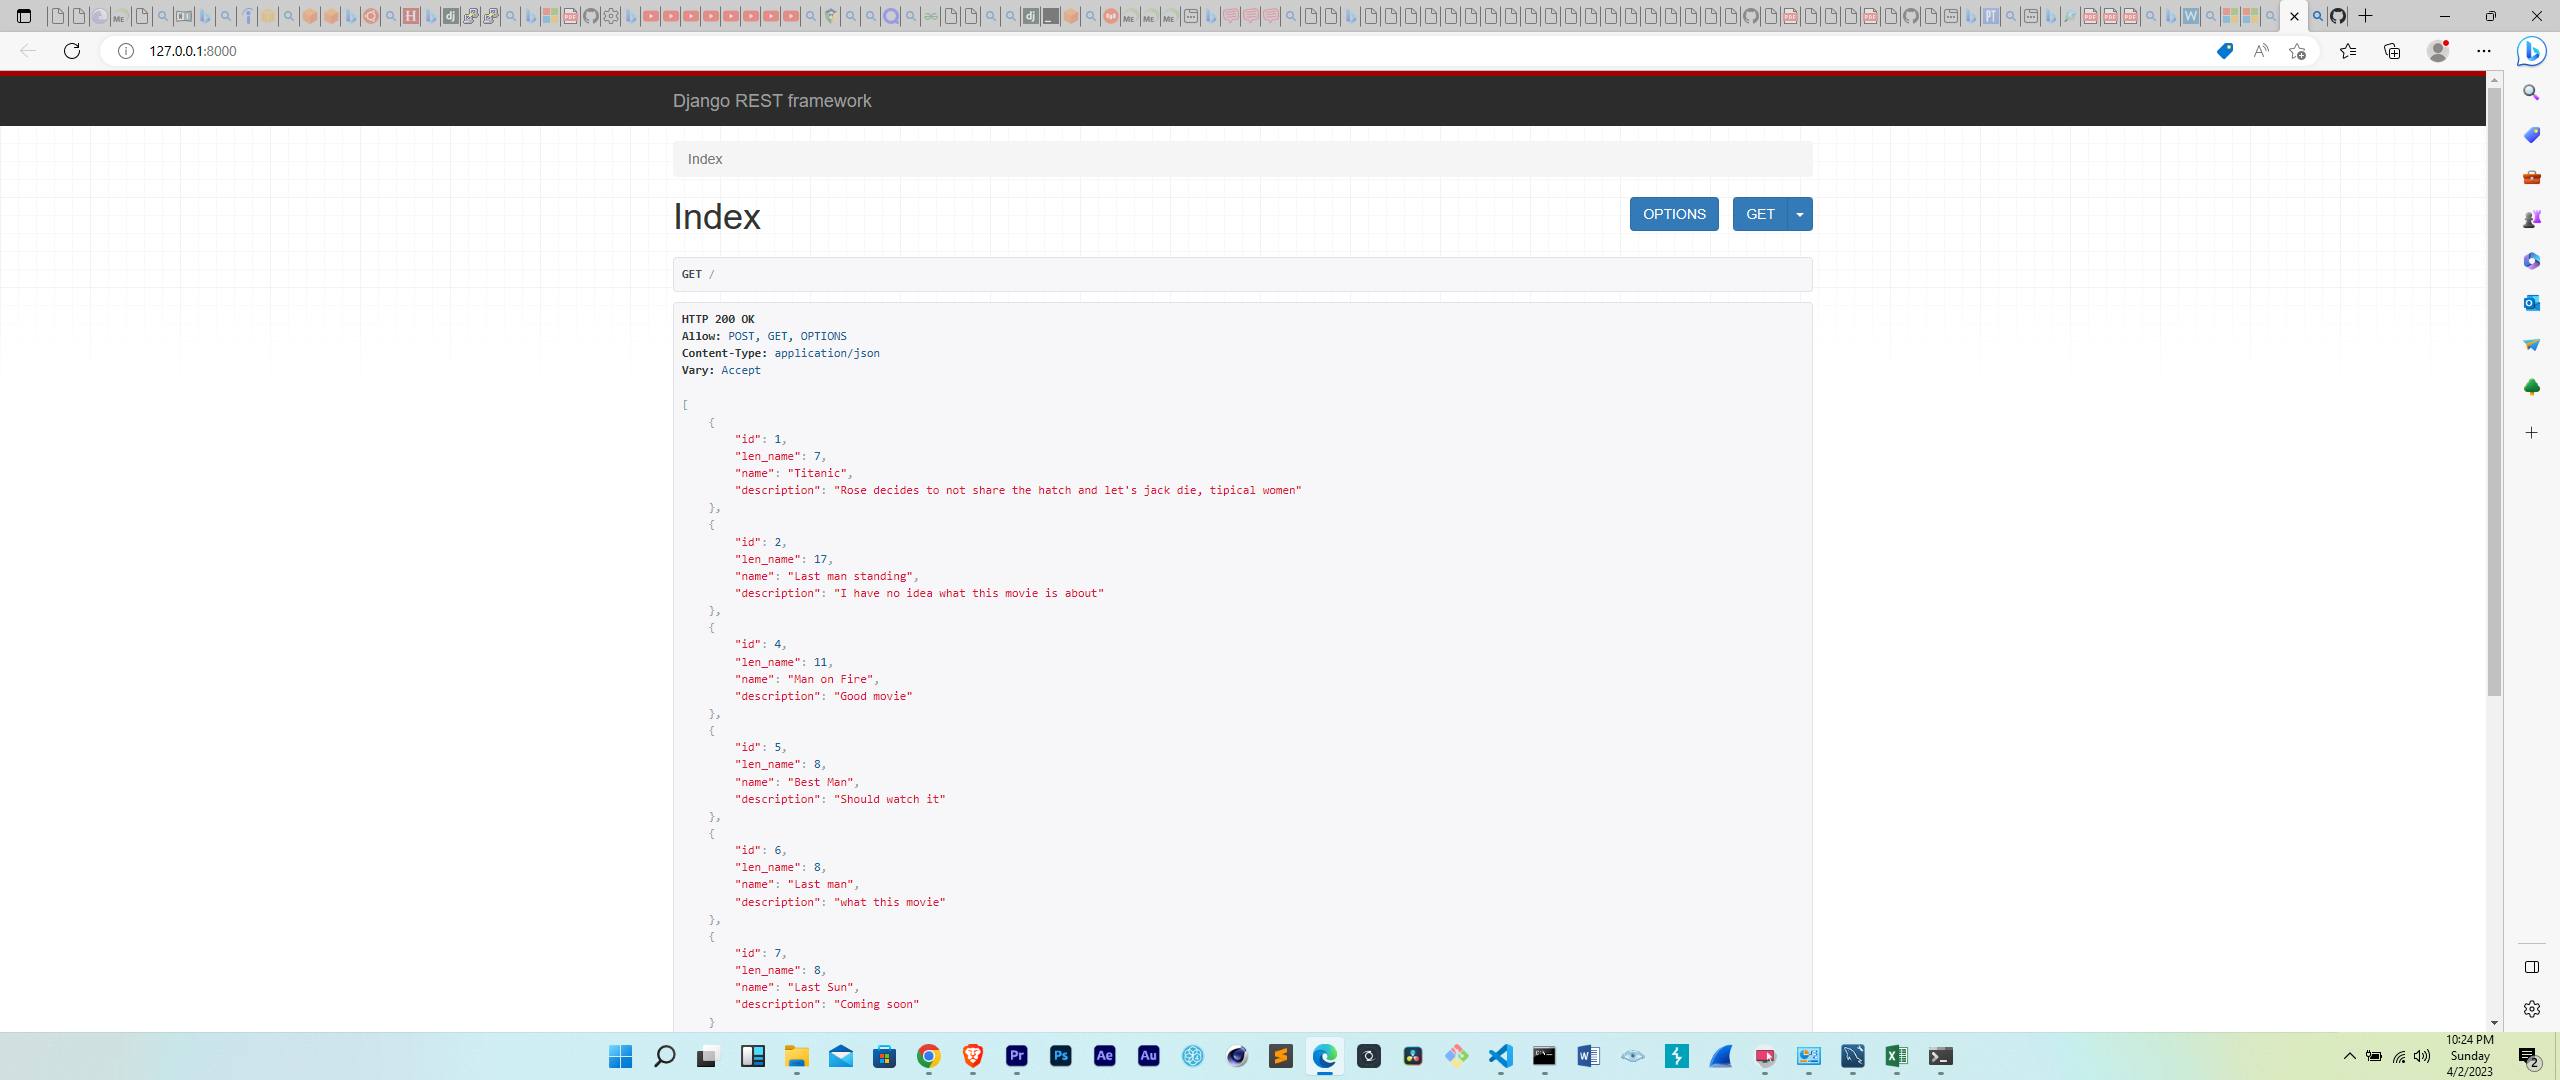 127.0.0.1:8000
Django REST framework
Index
Index
OPTIONS
GET
GET /
HTTP 200 OK
Allow: POST, GET, OPTIONS
Content-Type: application/json
Vary: Accept
[
{
"id": 1,
"len_name": 7,
"name": "Titanic",
"description": "Rose decides to not share the hatch and let's jack die, tipical women"
},
{
"id": 2,
"len_name": 17,
"name": "Last man standing",
"description": "I have no idea what this movie is about"
},
{
"id": 4,
"len_name": 11,
"name": "Man on Fire",
"description": "Good movie"
},
{
"id": 5,
"len_name": 8,
"name": "Best Man",
"description": "Should watch it"
},
{
"id": 6,
"len_name": 8,
"name": "Last man",
"description": "what this movie"
},
{
"id": 7,
"len_name": 8,
"name": "Last Sun",
"description": "Coming soon"
}
Pr
Ps
Ae
Au
10:24 PM
Sunday
4/2/2023
2